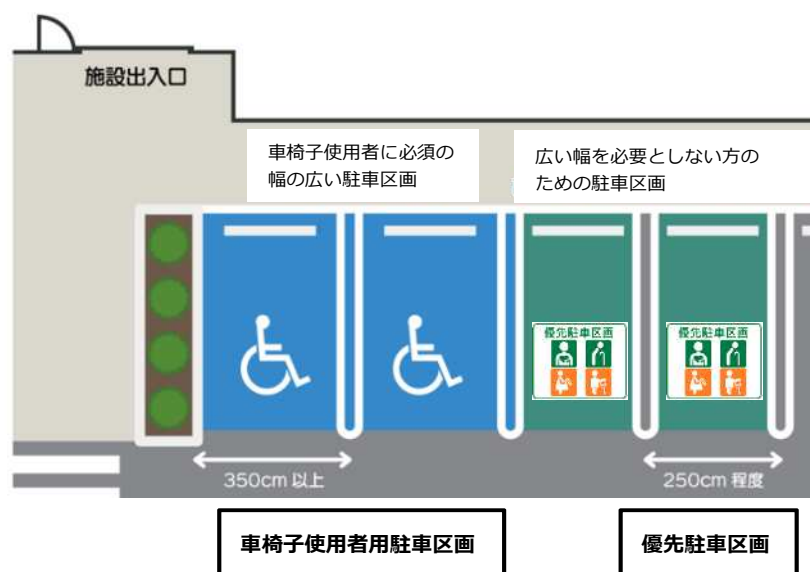 施設出入口
車椅子使用者に必須の
幅の広い駐車区画
広い幅を必要としない方の
ための駐車区画
優先駐車区画
優先駐車区画
350cm 以上
250cm 程度
車椅子使用者用駐車区画
優先駐車区画